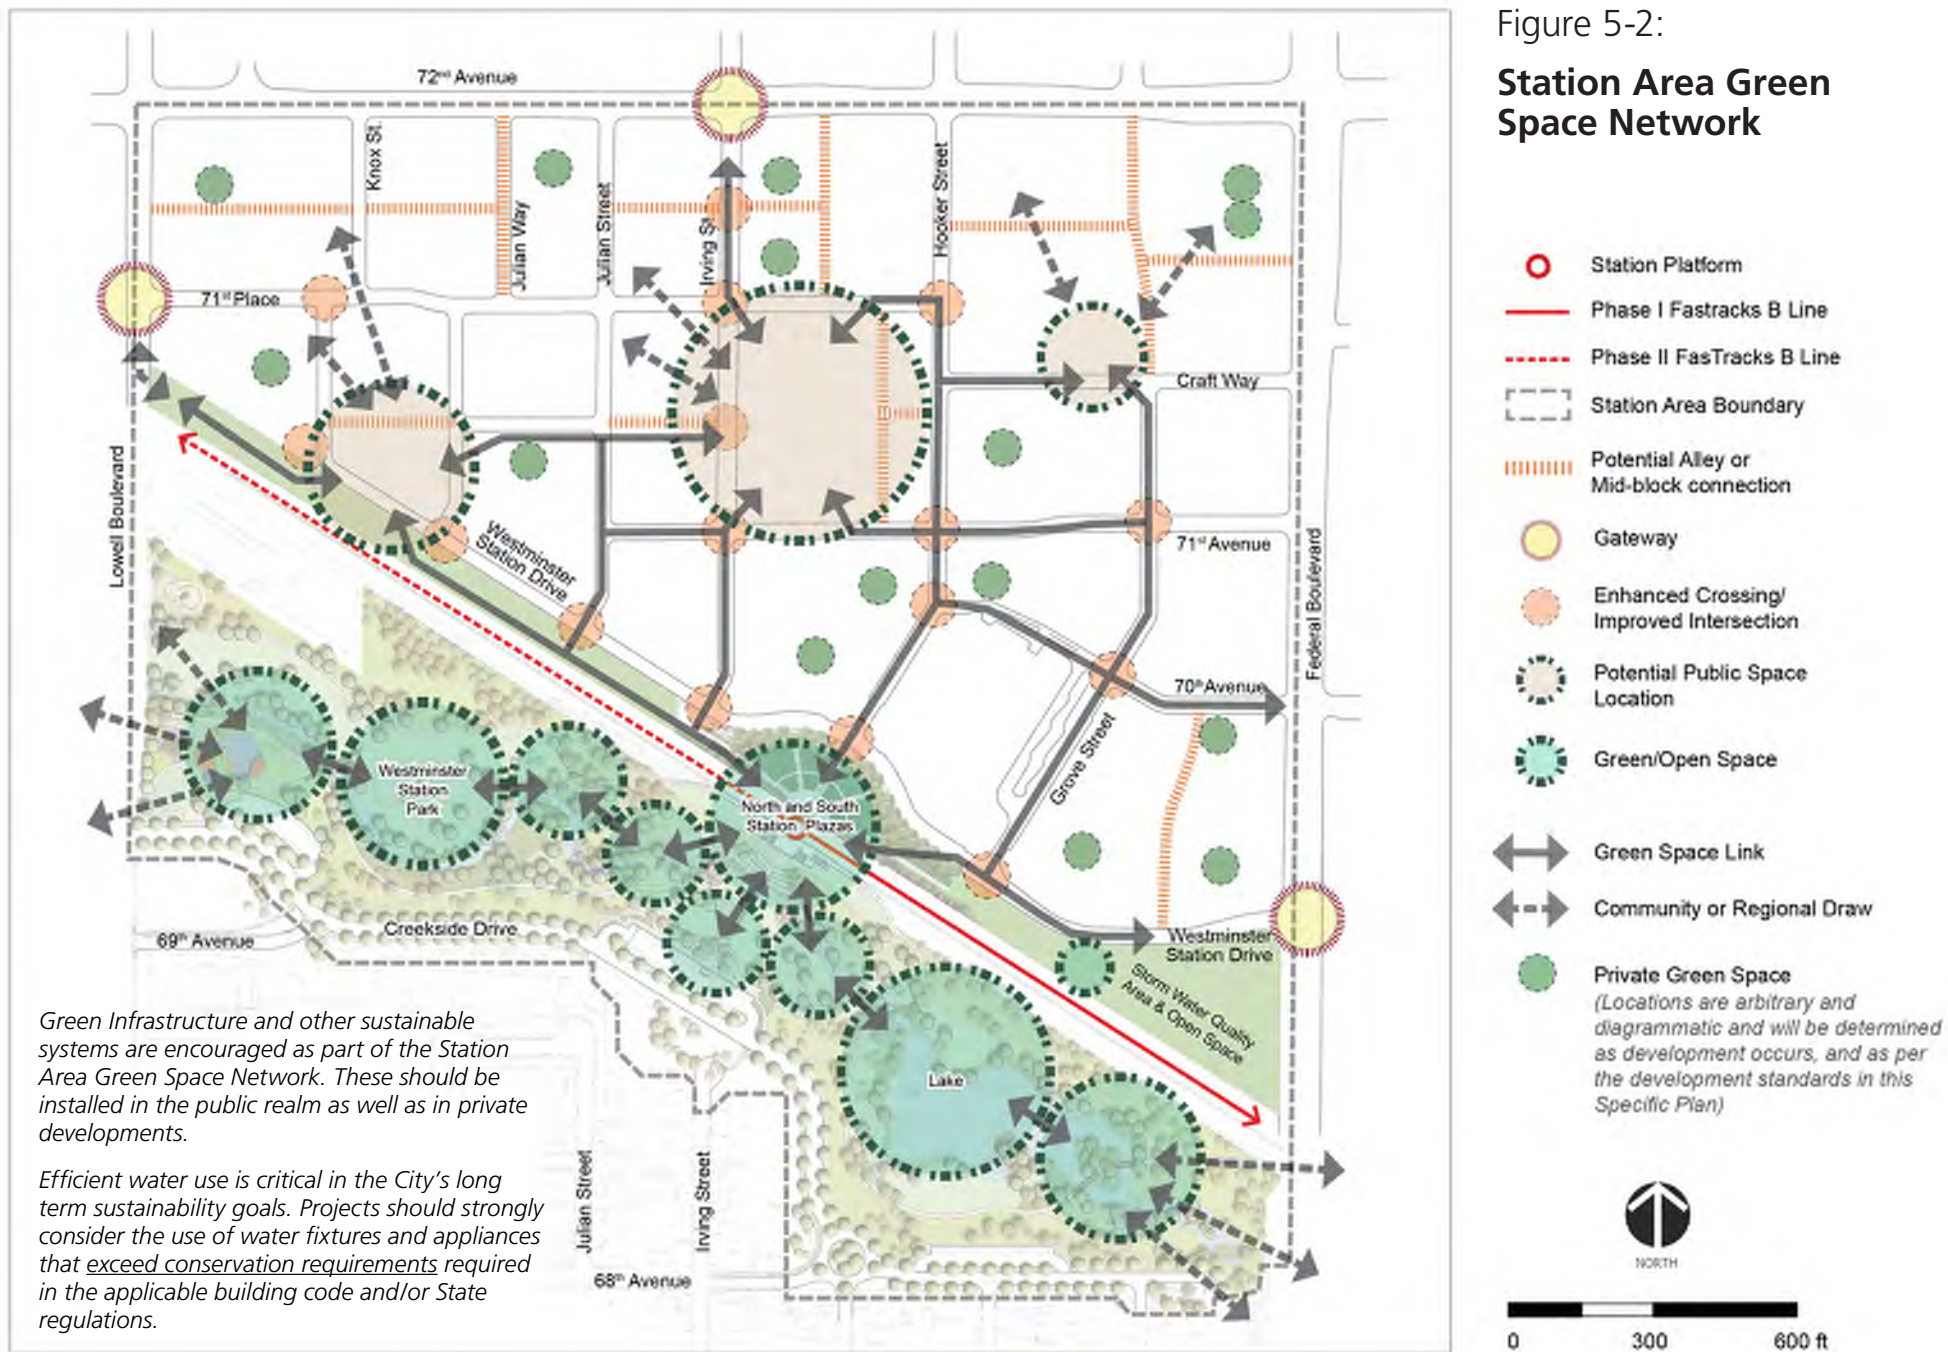 Figure 5-2:
Station Area Green
Space Network
72nd Avenue
Knox St.
Julian Way
Julian Street
Irving St.
Hooker Street
71st Place
Craft Way
Lowell Boulevard
Westminster
Station Drive
71st Avenue
Federal Boulevard
70th Avenue
Grove Street
Westminster
Station
Park
North and South
Station Plazas
69th Avenue
Creekside Drive
Westminster
Station Drive
Storm Water Quality
Area & Open Space
Lake
Julian Street
Irving Street
68th Avenue
Green Infrastructure and other sustainable
systems are encouraged as part of the Station
Area Green Space Network. These should be
installed in the public realm as well as in private
developments.
Efficient water use is critical in the City's long
term sustainability goals. Projects should strongly
consider the use of water fixtures and appliances
that exceed conservation requirements required
in the applicable building code and/or State
regulations.
Station Platform
Phase I Fastracks B Line
Phase II FasTracks B Line
Station Area Boundary
Potential Alley or
Mid-block connection
Gateway
Enhanced Crossing/
Improved Intersection
Potential Public Space
Location
Green/Open Space
Green Space Link
Community or Regional Draw
Private Green Space
(Locations are arbitrary and
diagrammatic and will be determined
as development occurs, and as per
the development standards in this
Specific Plan)
NORTH
0 300 600 ft